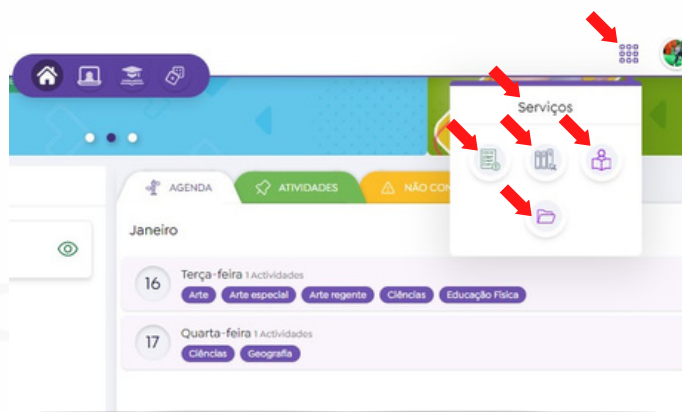 Serviços
AGENDA
ATIVIDADES
NÃO CON
Janeiro
16
Terça-feira 1 Actividades
Arte
Arte especial
Arte regente
Ciências
Educação Física
17
Quarta-feira 1 Actividades
Ciências
Geografia